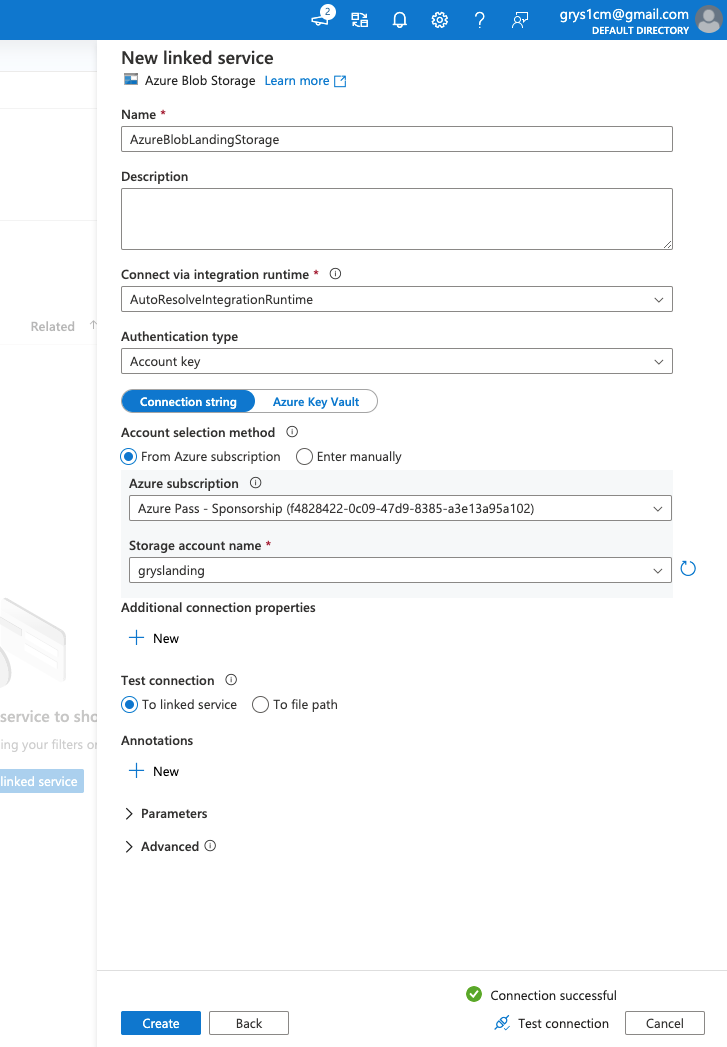 2
grys1cm@gmail.com
DEFAULT DIRECTORY
New linked service
Azure Blob Storage Learn more
Name *
AzureBlobLandingStorage
Description
Connect via integration runtime *
AutoResolveIntegrationRuntime
Related
Authentication type
Account key
Connection string Azure Key Vault
Account selection method
From Azure subscription Enter manually
Azure subscription
Azure Pass - Sponsorship (f4828422-0c09-47d9-8385-a3e13a95a102)
Storage account name *
gryslanding
Additional connection properties
New
Test connection
To linked service To file path
service to sho
Annotations
ing your filters or
New
linked service
Parameters
Advanced
Connection successful
Create Back Test connection Cancel